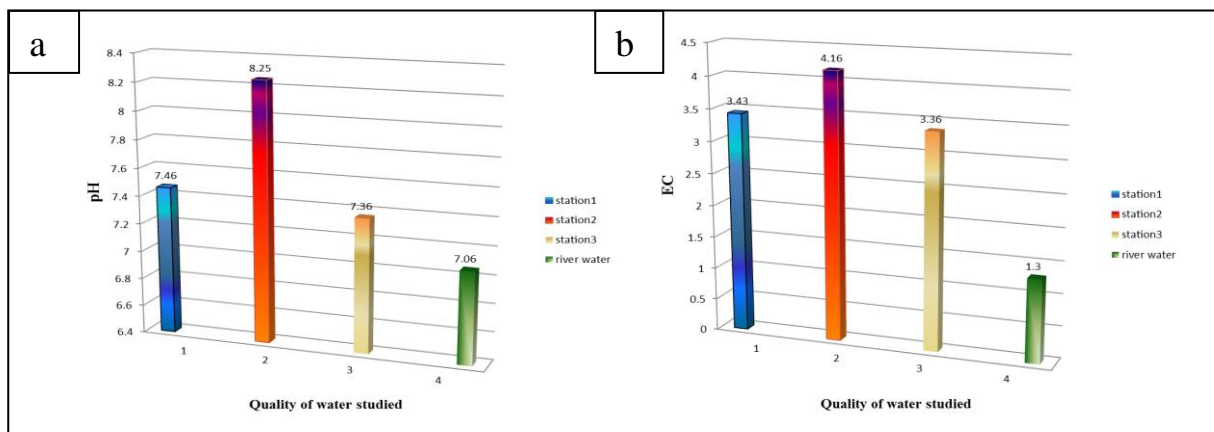 a
8.4
8.2
8
7.8
7.6
7.4
7.2
7
6.8
6.6
6.4
pH
7.46
8.25
7.36
7.06
1
2
3
4
Quality of water studied
station1
station2
station3
river water
b
4.5
4
3.5
3
2.5
2
1.5
1
0.5
0
EC
3.43
4.16
3.36
1.3
1
2
3
4
Quality of water studied
station1
station2
station3
river water